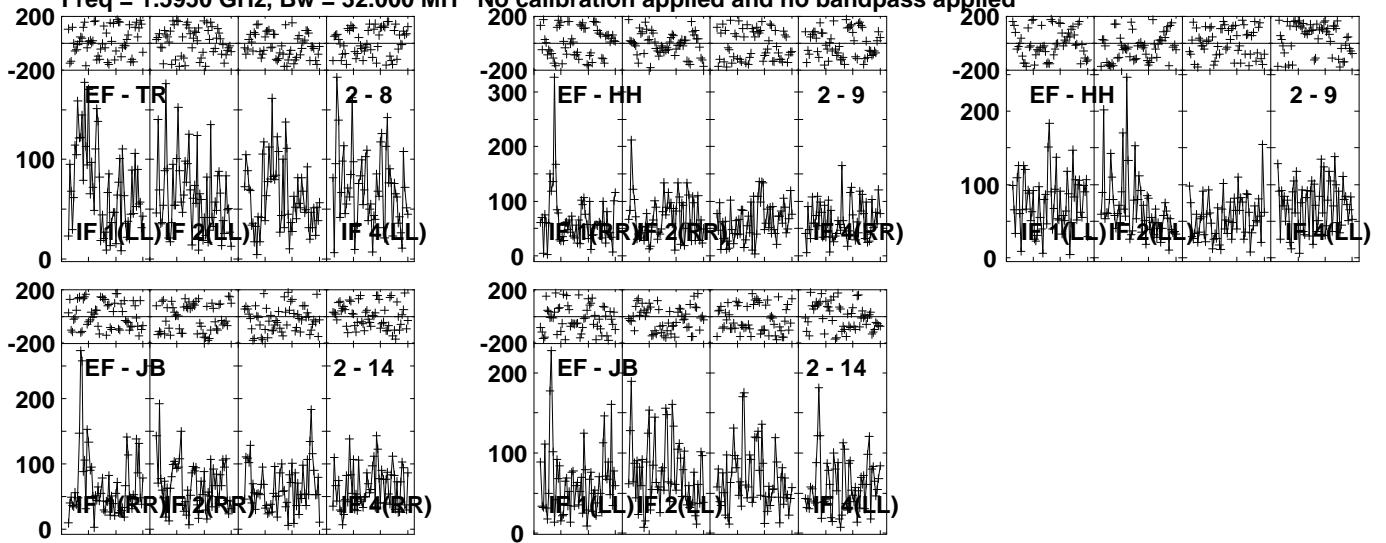 Freq = 1.5950 GHz, Bw = 32.000 MH No calibration applied and no bandpass applied
200
-200
EF - TR 2 - 8
100
IF 1(LL) IF 2(LL) IF 4(LL)
0
200
-200
300
EF - HH 2 - 9
200
100
IF 1(RR) IF 2(RR) IF 4(RR)
0
200
-200
EF - HH 2 - 9
200
100
IF 1(LL) IF 2(LL) IF 4(LL)
0
200
-200
EF - JB 2 - 14
200
100
IF 1(RR) IF 2(RR) IF 4(RR)
0
200
-200
EF - JB 2 - 14
200
100
IF 1(LL) IF 2(LL) IF 4(LL)
0